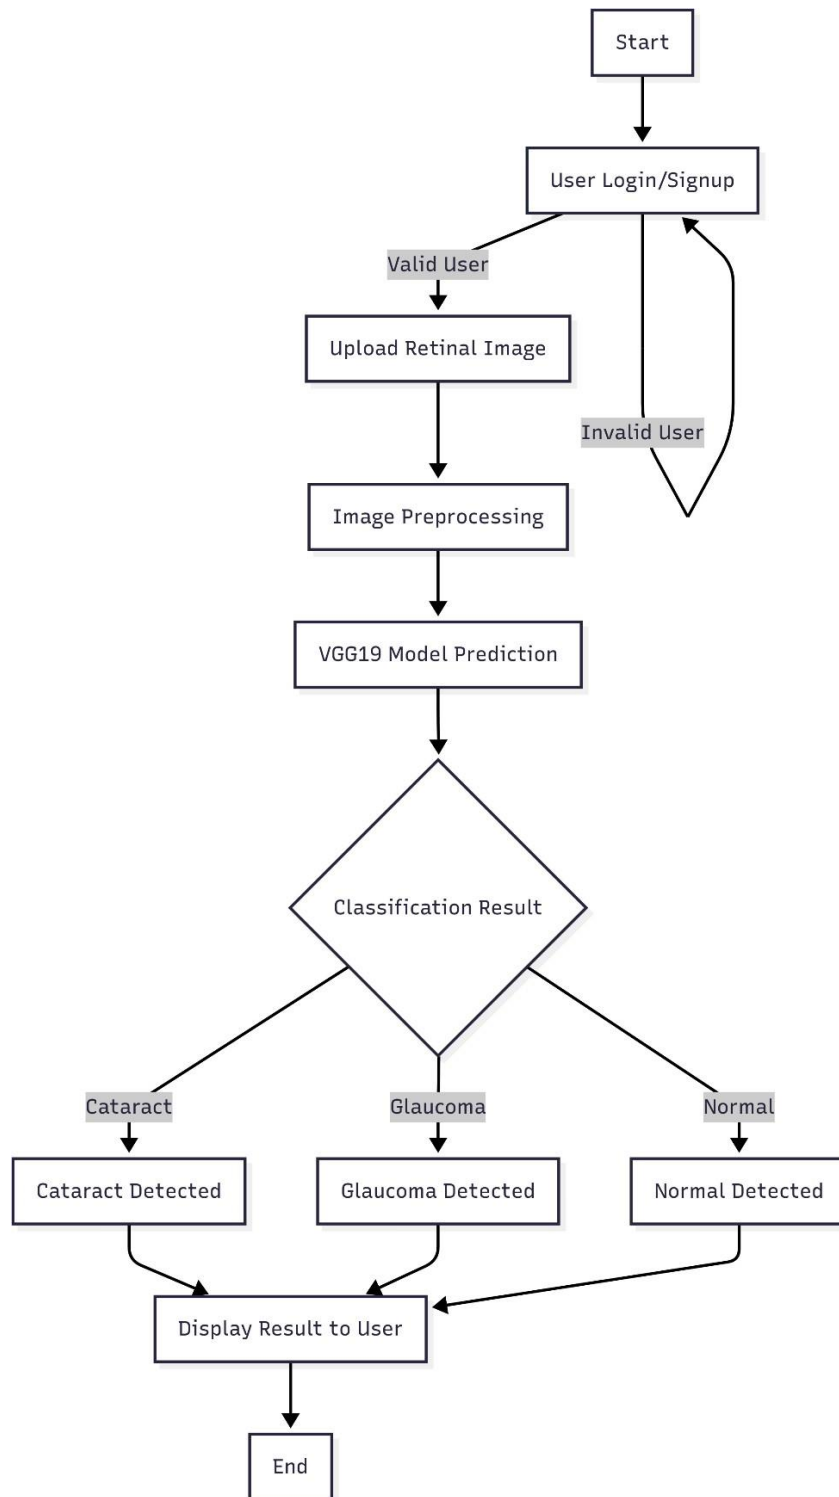 Start
User Login/Signup
Valid User
Upload Retinal Image
Invalid User
Image Preprocessing
VGG19 Model Prediction
Classification Result
Cataract
Glaucoma
Normal
Cataract Detected
Glaucoma Detected
Normal Detected
Display Result to User
End